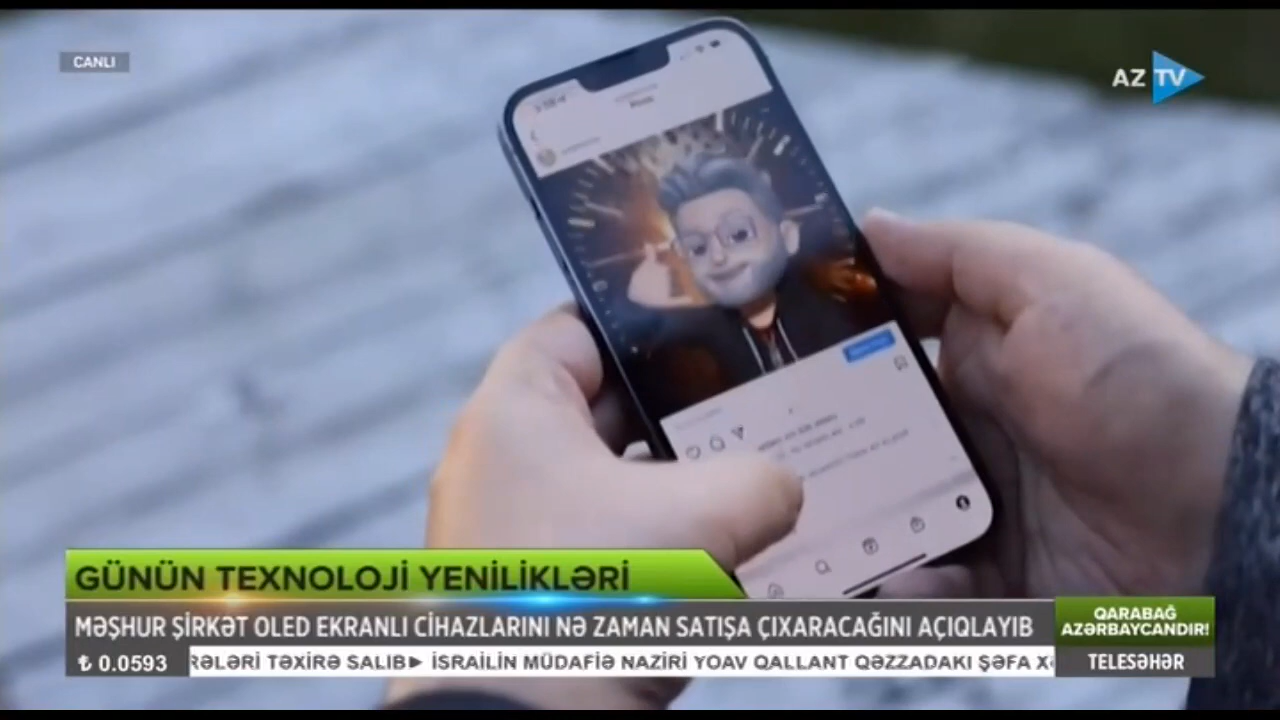 CANLI
AZ TV
GÜNÜN TEXNOLOJİ YENİLİKLƏRİ
MƏŞHUR ŞİRKƏT OLED EKRANLI CİHAZLARINI NƏ ZAMAN SATIŞA ÇIXARACAĞINI AÇIQLAYIB
QARABAĞ
AZƏRBAYCANDIR!
₺ 0.0593
RƏLƏRİ TƏXİRƏ SALIB► İSRAİLİN MÜDAFİƏ NAZİRİ YOAV QALLANT QƏZZADAKI ŞƏFA
TELESƏHƏR